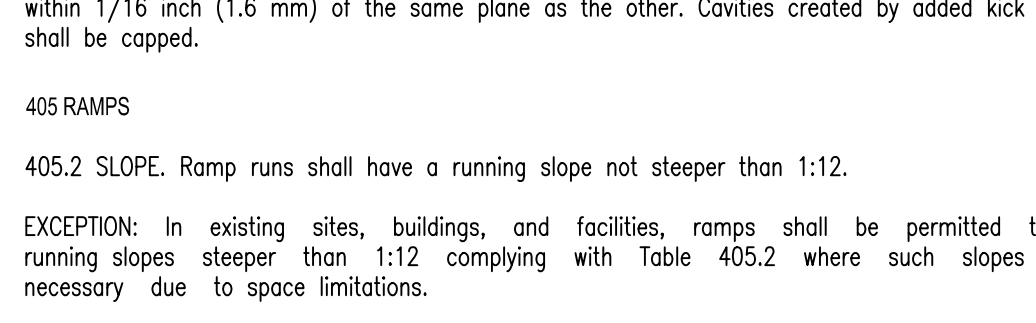 within 1/16 inch (1.6 mm) of the same plane as the other. Cavities created by added kick
shall be capped.
405 RAMPS
405.2 SLOPE. Ramp runs shall have a running slope not steeper than 1:12.
EXCEPTION: In existing sites, buildings, and facilities, ramps shall be permitted
running slopes steeper than 1:12 complying with Table 405.2 where such slopes
necessary due to space limitations.